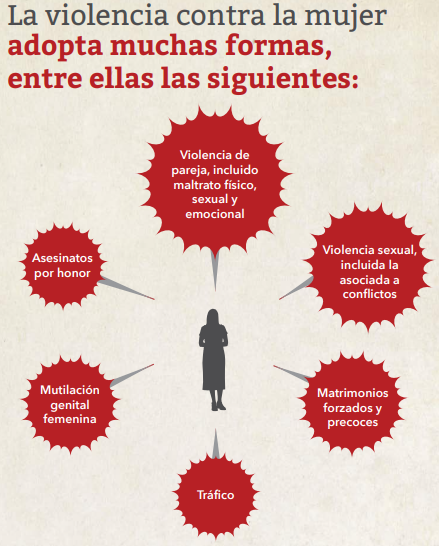 La violencia contra la mujer
adopta muchas formas,
entre ellas las siguientes:
Violencia de
pareja, incluido
maltrato físico,
sexual y
emocional
Asesinatos
por honor
Violencia sexual,
incluida la
asociada a
conflictos
Mutilación
genital
femenina
Matrimonios
forzados y
precoces
Tráfico